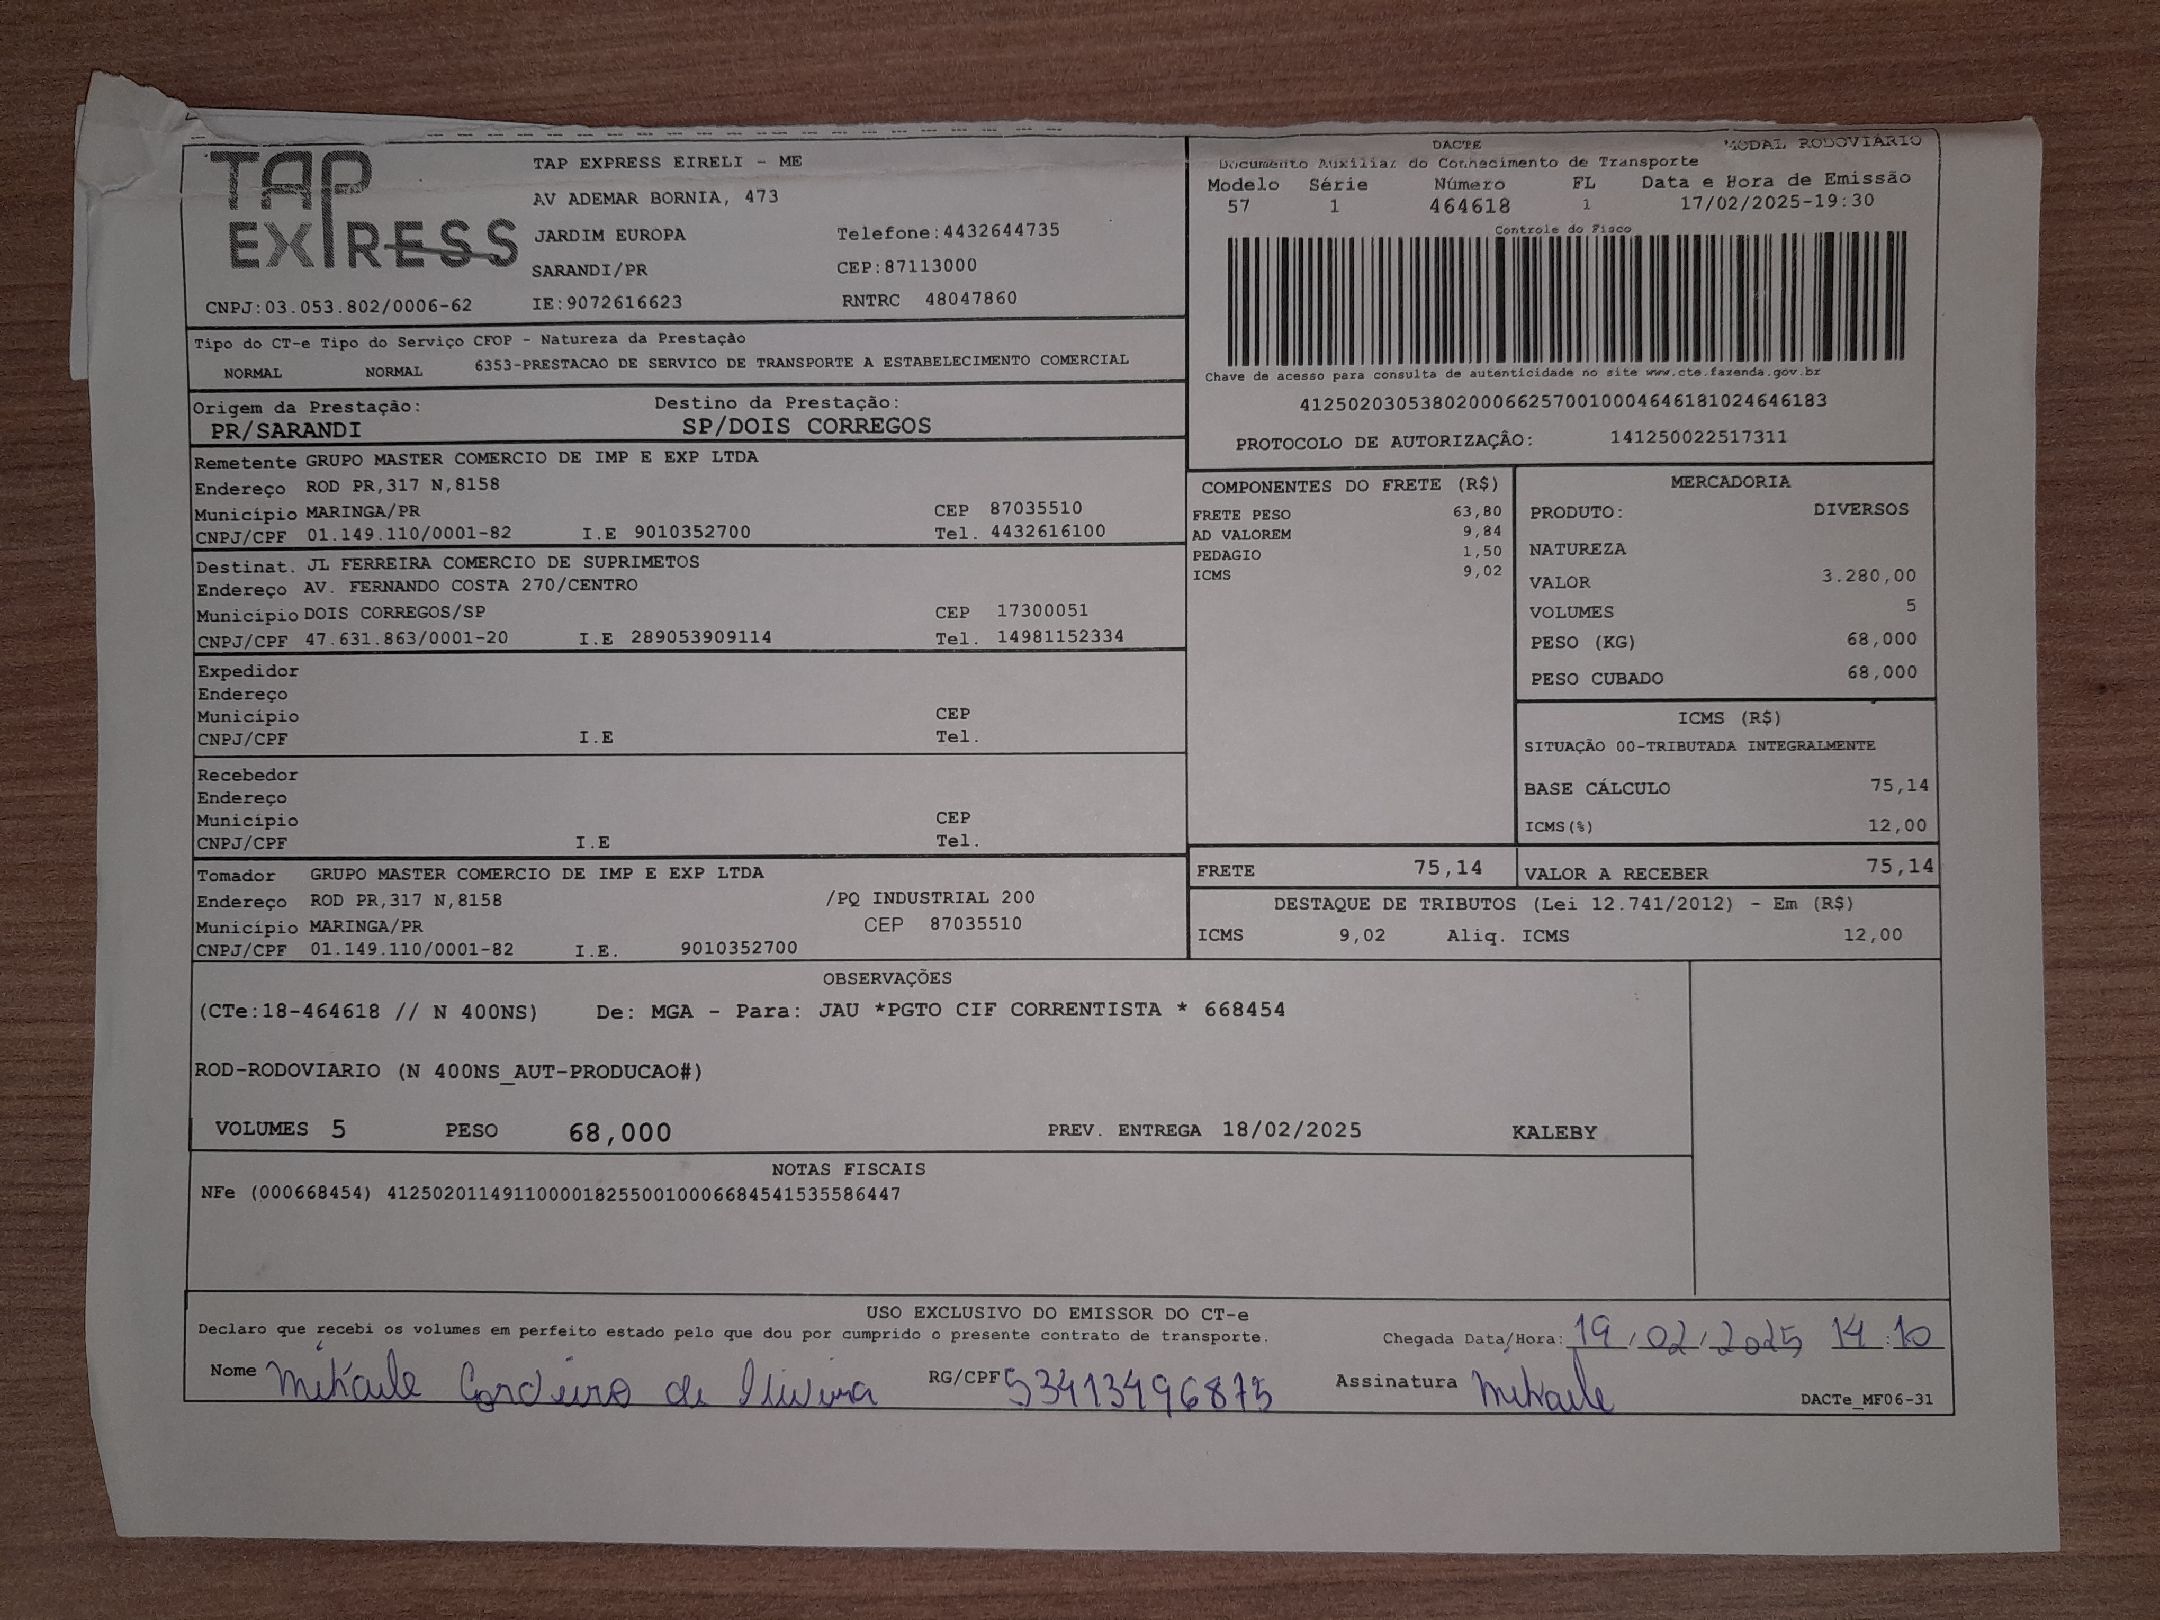 TAP EXPRESS
TAP EXPRESS EIRELI - ME
AV ADEMAR BORNIA, 473
JARDIM EUROPA Telefone:4432644735
SARANDI/PR CEP:87113000
CNPJ:03.053.802/0006-62 IE:9072616623 RNTRC 48047860
DACTE MODAL RODOVIÁRIO
Documento Auxiliar do Conhecimento de Transporte
Modelo Série Número FL Data e Hora de Emissão
57 1 464618 1 17/02/2025-19:30
Controle do Fisco
Chave de acesso para consulta de autenticidade no site www.cte.fazenda.gov.br
41250203053802000662570010004646181024646183
PROTOCOLO DE AUTORIZAÇÃO: 141250022517311
Tipo do CT-e Tipo do Serviço CFOP - Natureza da Prestação
NORMAL NORMAL 6353-PRESTACAO DE SERVICO DE TRANSPORTE A ESTABELECIMENTO COMERCIAL
Origem da Prestação: Destino da Prestação:
PR/SARANDI SP/DOIS CORREGOS
Remetente GRUPO MASTER COMERCIO DE IMP E EXP LTDA
Endereço ROD PR,317 N,8158
Município MARINGA/PR CEP 87035510
CNPJ/CPF 01.149.110/0001-82 I.E 9010352700 Tel. 4432616100
Destinat. JL FERREIRA COMERCIO DE SUPRIMETOS
Endereço AV. FERNANDO COSTA 270/CENTRO
Município DOIS CORREGOS/SP CEP 17300051
CNPJ/CPF 47.631.863/0001-20 I.E 289053909114 Tel. 14981152334
Expedidor
Endereço
Município CEP
CNPJ/CPF I.E Tel.
Recebedor
Endereço
Município CEP
CNPJ/CPF I.E Tel.
Tomador GRUPO MASTER COMERCIO DE IMP E EXP LTDA
Endereço ROD PR,317 N,8158 /PQ INDUSTRIAL 200
Município MARINGA/PR CEP 87035510
CNPJ/CPF 01.149.110/0001-82 I.E. 9010352700
COMPONENTES DO FRETE (R$)
FRETE PESO 63,80
AD VALOREM 9,84
PEDAGIO 1,50
ICMS 9,02
MERCADORIA
PRODUTO: DIVERSOS
NATUREZA
VALOR 3.280,00
VOLUMES 5
PESO (KG) 68,000
PESO CUBADO 68,000
ICMS (R$)
SITUAÇÃO 00-TRIBUTADA INTEGRALMENTE
BASE CÁLCULO 75,14
ICMS(%) 12,00
FRETE 75,14 VALOR A RECEBER 75,14
DESTAQUE DE TRIBUTOS (Lei 12.741/2012) - Em (R$)
ICMS 9,02 Aliq. ICMS 12,00
OBSERVAÇÕES
(CTe:18-464618 // N 400NS) De: MGA - Para: JAU *PGTO CIF CORRENTISTA * 668454
ROD-RODOVIARIO (N 400NS_AUT-PRODUCAO#)
VOLUMES 5 PESO 68,000 PREV. ENTREGA 18/02/2025 KALEBY
NOTAS FISCAIS
NFe (000668454) 41250201149110000182550010006684541535586447
USO EXCLUSIVO DO EMISSOR DO CT-e
Declaro que recebi os volumes em perfeito estado pelo que dou por cumprido o presente contrato de transporte. Chegada Data/Hora: 19/02/2025 14:10
Nome Mikaile Cordeiro de Oliveira RG/CPF 53413496875 Assinatura Mikaile
DACTe_MF06-31